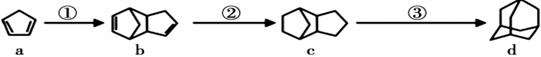 ① ② ③
a b c d